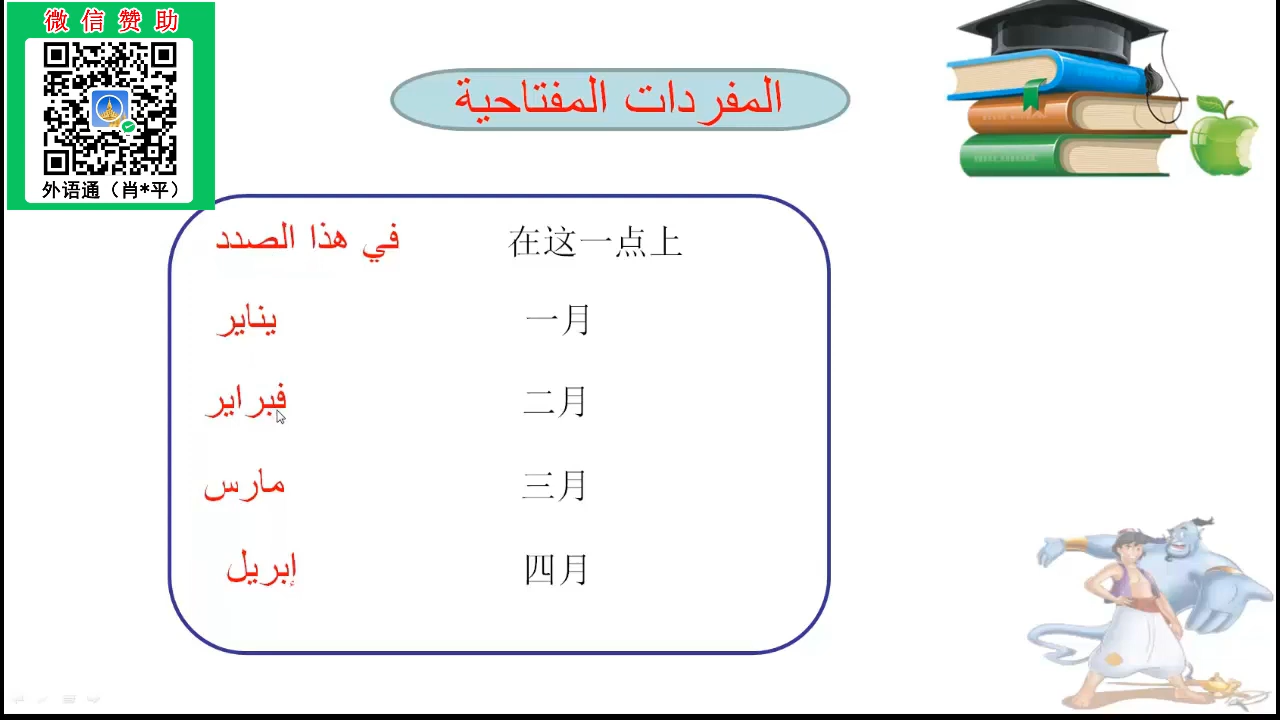 微信赞助
外语通（肖*平）
المفردات المفتاحية
في هذا الصدد 在这一点上
يناير 一月
فبراير 二月
مارس 三月
إبريل 四月